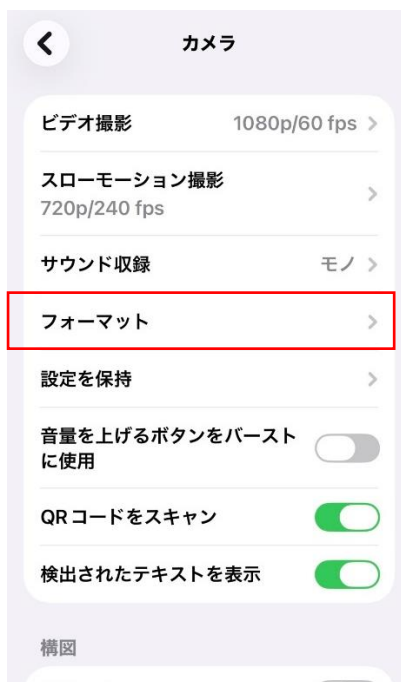 カメラ
ビデオ撮影 1080p/60 fps
スローモーション撮影
720p/240 fps
サウンド収録 モノ
フォーマット
設定を保持
音量を上げるボタンをバースト
に使用
QRコードをスキャン
検出されたテキストを表示
構図